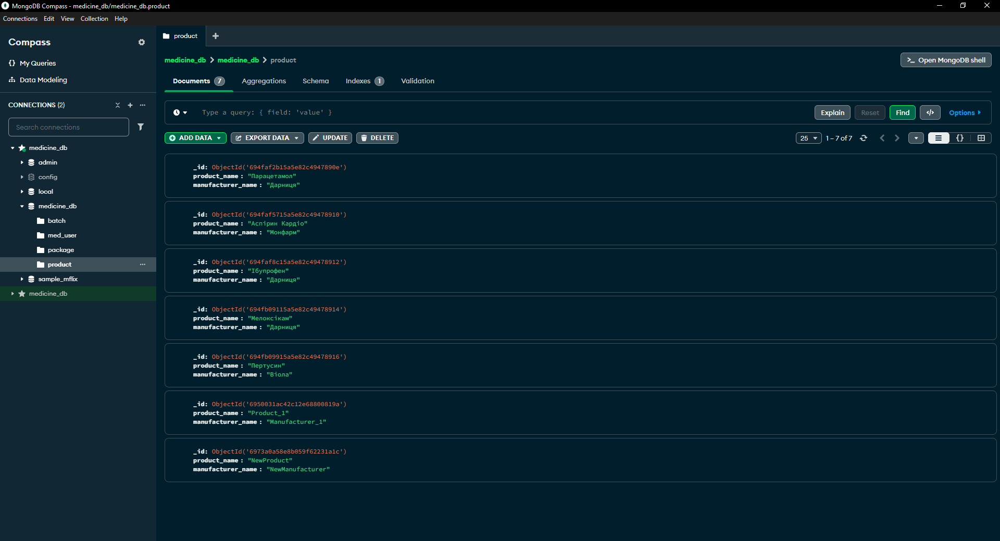 MongoDB Compass - medicine_db/medicine_db.product
Connections Edit View Collection Help
Compass
{} My Queries
Data Modeling
CONNECTIONS (2)
Search connections
medicine_db
admin
config
local
medicine_db
batch
med_user
package
product
sample_mflix
medicine_db
product
medicine_db > medicine_db > product
>_ Open MongoDB shell
Documents 7 Aggregations Schema Indexes 1 Validation
Type a query: { field: 'value' }
Explain Reset Find </> Options
ADD DATA EXPORT DATA UPDATE DELETE
25 1 – 7 of 7 {}
_id: ObjectId('694faf2b15a5e82c4947890e')
product_name : "Парацетамол"
manufacturer_name : "Дарниця"
_id: ObjectId('694faf5715a5e82c49478910')
product_name : "Аспірин Кардіо"
manufacturer_name : "Монфарм"
_id: ObjectId('694faf8c15a5e82c49478912')
product_name : "Ібупрофен"
manufacturer_name : "Дарниця"
_id: ObjectId('694fb09115a5e82c49478914')
product_name : "Мелоксікам"
manufacturer_name : "Дарниця"
_id: ObjectId('694fb09915a5e82c49478916')
product_name : "Пертусин"
manufacturer_name : "Віола"
_id: ObjectId('6950031ac42c12e68800819a')
product_name : "Product_1"
manufacturer_name : "Manufacturer_1"
_id: ObjectId('6973a0a58e8b059f62231a1c')
product_name : "NewProduct"
manufacturer_name : "NewManufacturer"